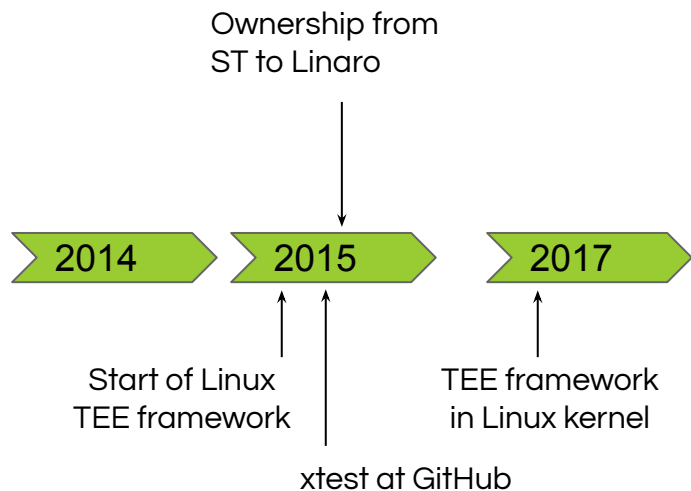 Ownership from
ST to Linaro
2014
2015
2017
Start of Linux
TEE framework
TEE framework
in Linux kernel
xtest at GitHub